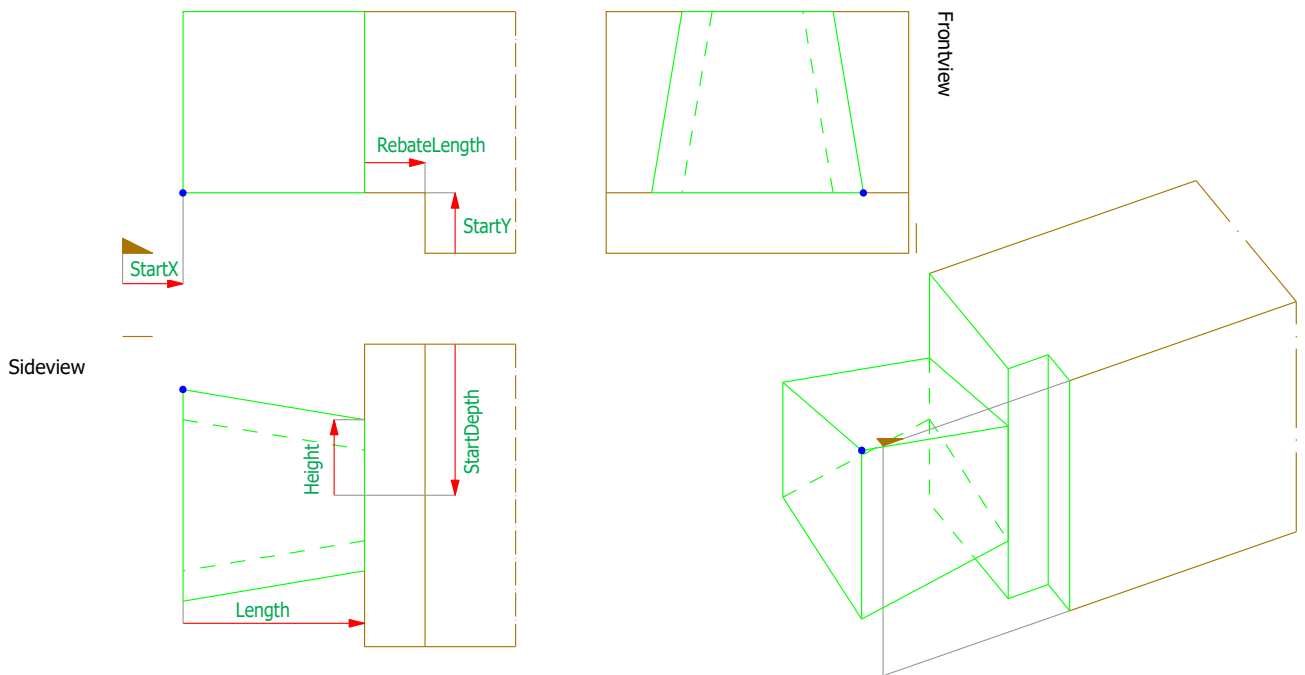 Frontview
RebateLength
StartY
StartX
Sideview
StartDepth
Height
Length